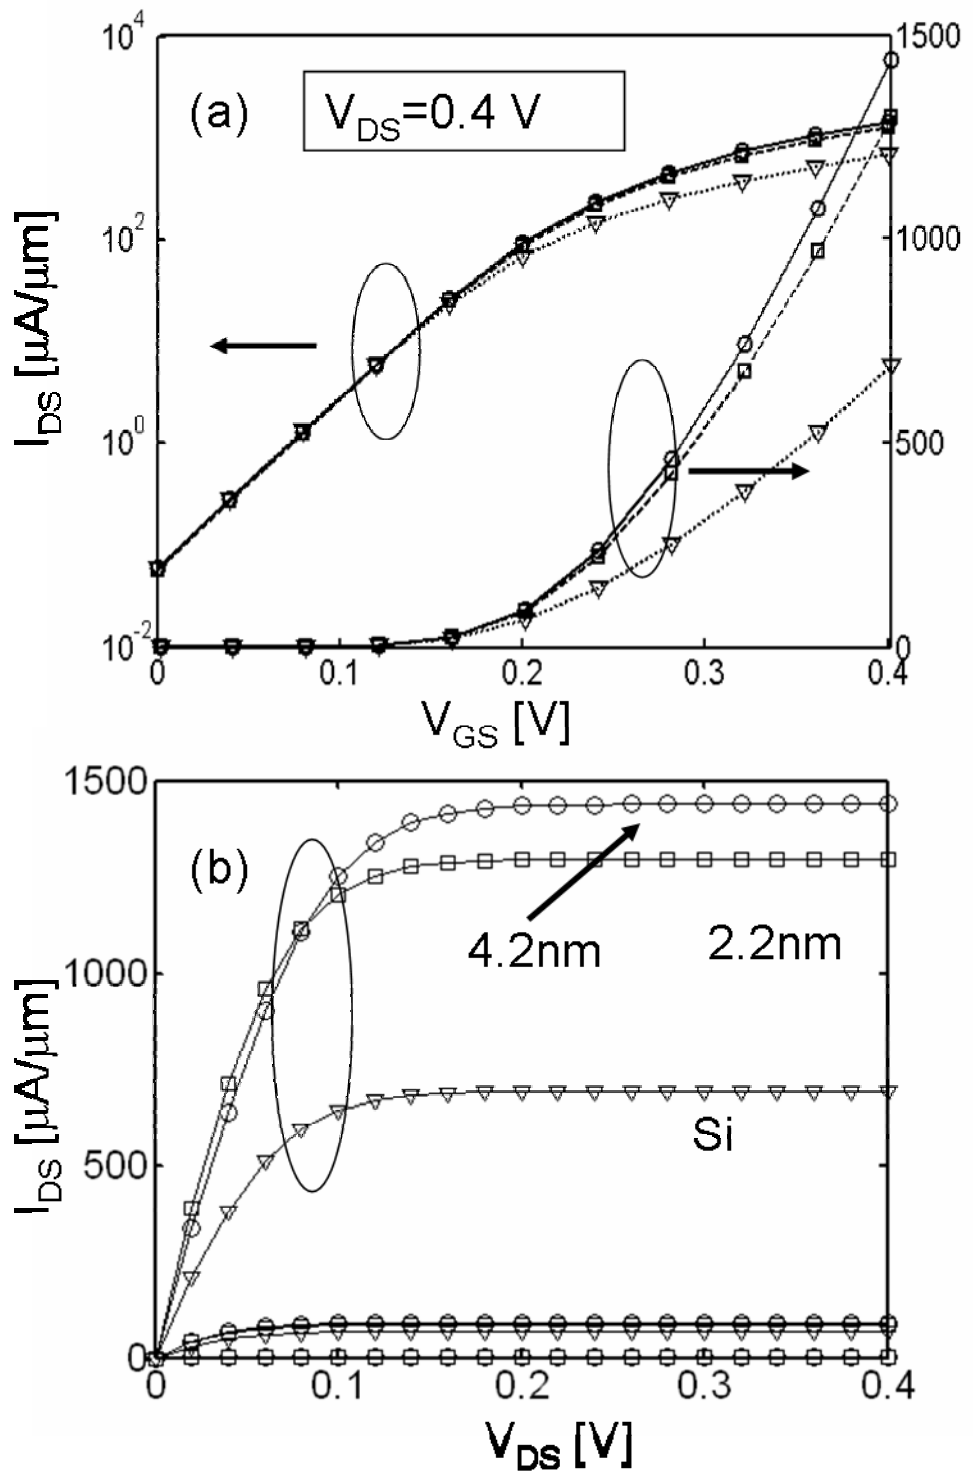 10^4
1500
(a)
V_DS=0.4 V
10^2
1000
I_DS [µA/µm]
10^0
500
10^-2
0
0
0.1
0.2
0.3
0.4
V_GS [V]
1500
(b)
4.2nm
2.2nm
1000
I_DS [µA/µm]
Si
500
0
0
0.1
0.2
0.3
0.4
V_DS [V]